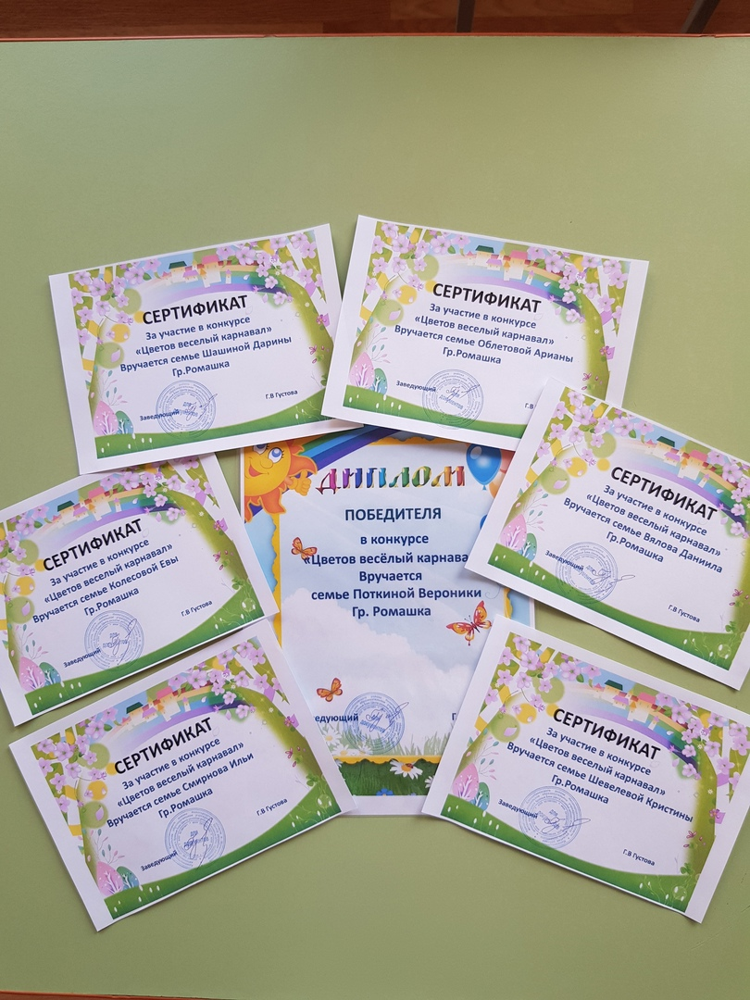 СЕРТИФИКАТ
За участие в конкурсе
«Цветов веселый карнавал»
Вручается семье Шашиной Дарины
Гр.Ромашка
Заведующий
Г.В Густова
СЕРТИФИКАТ
За участие в конкурсе
«Цветов веселый карнавал»
Вручается семье Облетовой Арианы
Гр.Ромашка
Заведующий
Г.В
СЕРТИФИКАТ
За участие в конкурсе
«Цветов веселый карнавал»
Вручается семье Колесовой Евы
Гр.Ромашка
Заведующий
Г.В Густова
ДИПЛОМ
ПОБЕДИТЕЛЯ
в конкурсе
«Цветов весёлый карнава
Вручается
семье Поткиной Вероники
Гр. Ромашка
ведующий
Г
СЕРТИФИКАТ
За участие в конкурсе
«Цветов веселый карнавал»
Вручается семье Вялова Даниила
Гр.Ромашка
Заведующий
Г.В Густова
СЕРТИФИКАТ
За участие в конкурсе
«Цветов веселый карнавал»
Вручается семье Смирнова Ильи
Гр.Ромашка
Заведующий
Г.В Густова
СЕРТИФИКАТ
За участие в конкурсе
«Цветов веселый карнавал»
Вручается семье Шевелевой Кристины
Гр.Ромашка
Заведующий
Г.В Густова